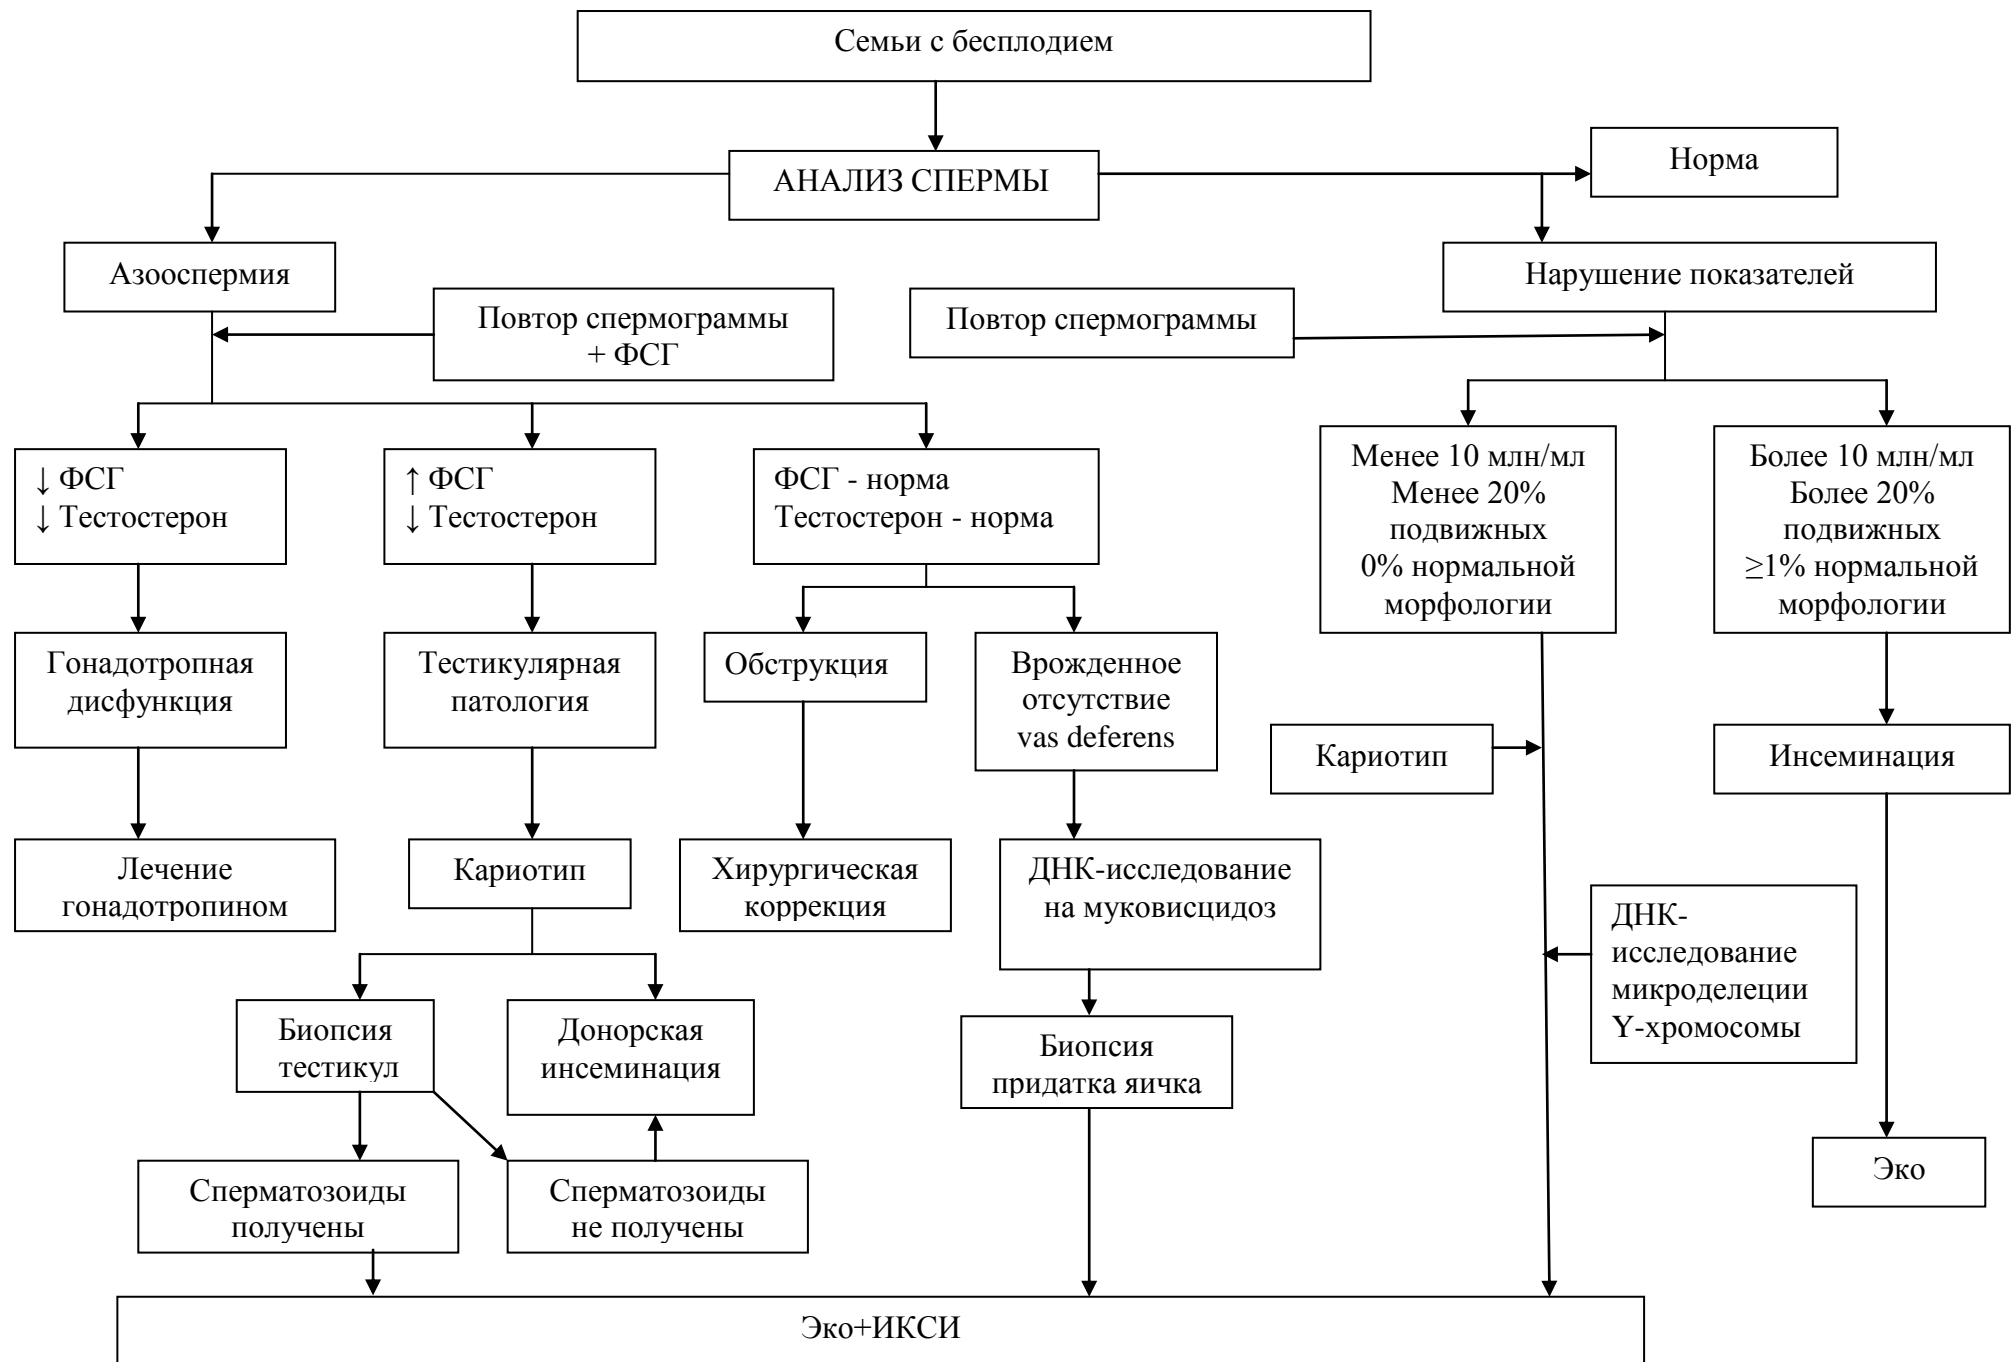 Семьи с бесплодием
АНАЛИЗ СПЕРМЫ
Норма
Азооспермия
Нарушение показателей
Повтор спермограммы
+ ФСГ
Повтор спермограммы
↓ ФСГ
↓ Тестостерон
↑ ФСГ
↓ Тестостерон
ФСГ - норма
Тестостерон - норма
Менее 10 млн/мл
Менее 20%
подвижных
0% нормальной
морфологии
Более 10 млн/мл
Более 20%
подвижных
≥1% нормальной
морфологии
Гонадотропная
дисфункция
Тестикулярная
патология
Обструкция
Врожденное
отсутствие
vas deferens
Кариотип
Инсеминация
Лечение
гонадотропином
Кариотип
Хирургическая
коррекция
ДНК-исследование
на муковисцидоз
ДНК-
исследование
микроделеции
Y-хромосомы
Биопсия
тестикул
Донорская
инсеминация
Биопсия
придатка яичка
Сперматозоиды
получены
Сперматозоиды
не получены
Эко
Эко+ИКСИ